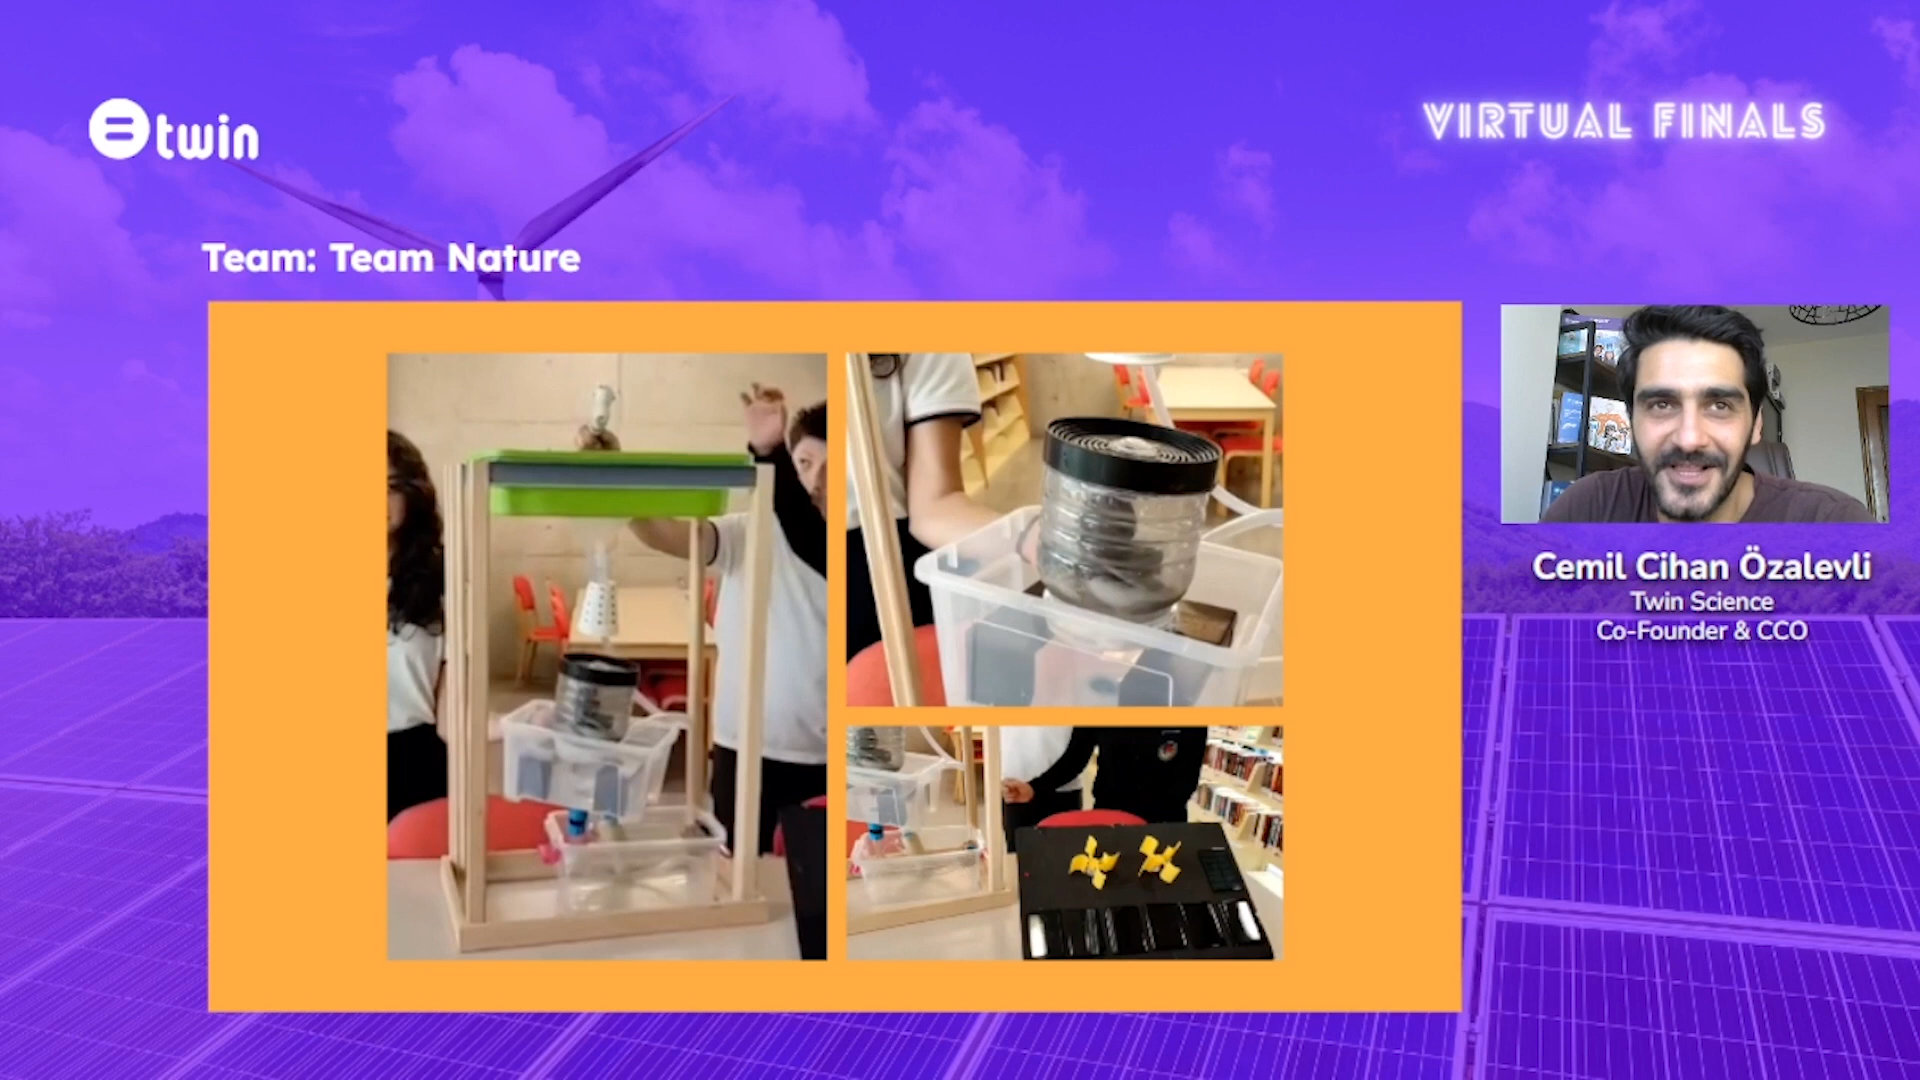 twin
VIRTUAL FINALS
Team: Team Nature
Cemil Cihan Özalevli
Twin Science
Co-Founder & CCO